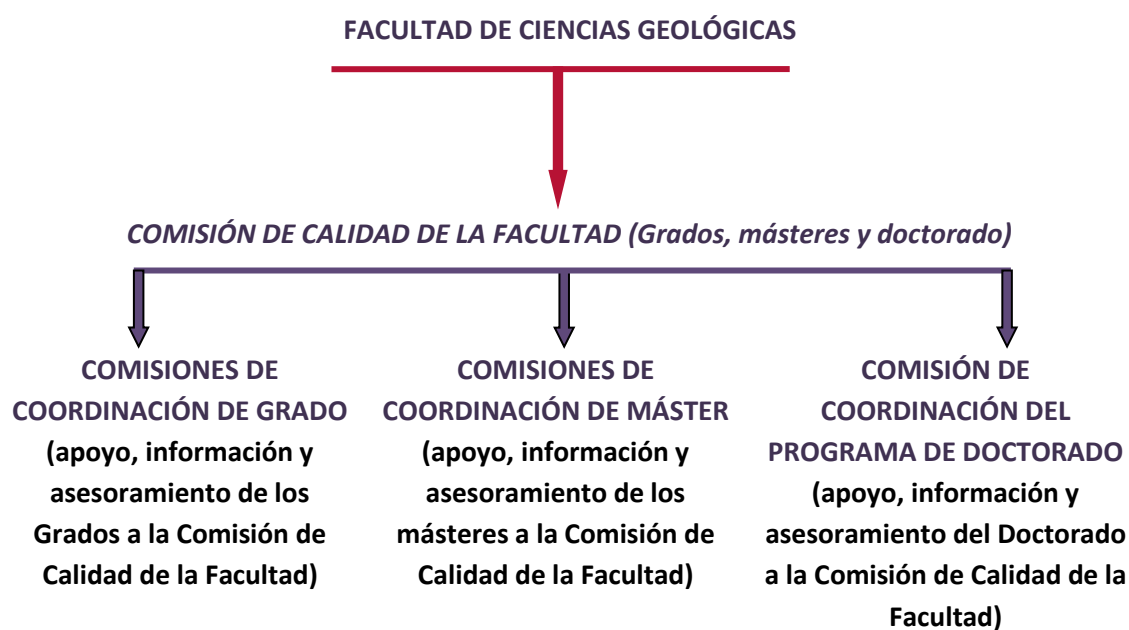 FACULTAD DE CIENCIAS GEOLÓGICAS
COMISIÓN DE CALIDAD DE LA FACULTAD (Grados, másteres y doctorado)
COMISIONES DE
COORDINACIÓN DE GRADO
(apoyo, información y
asesoramiento de los
Grados a la Comisión de
Calidad de la Facultad)
COMISIONES DE
COORDINACIÓN DE MÁSTER
(apoyo, información y
asesoramiento de los
másteres a la Comisión de
Calidad de la Facultad)
COMISIÓN DE
COORDINACIÓN DEL
PROGRAMA DE DOCTORADO
(apoyo, información y
asesoramiento del Doctorado
a la Comisión de Calidad de la
Facultad)